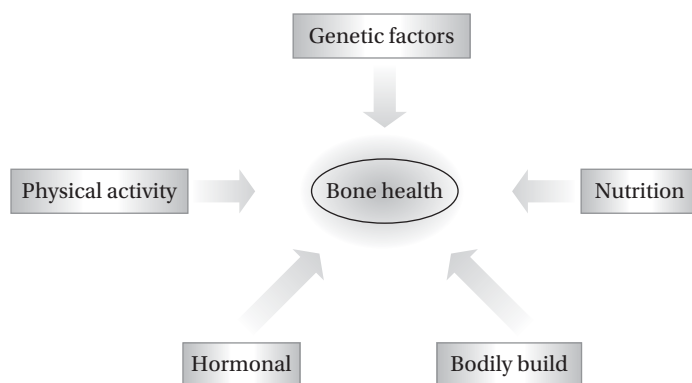 Genetic factors
Physical activity
Bone health
Nutrition
Hormonal
Bodily build